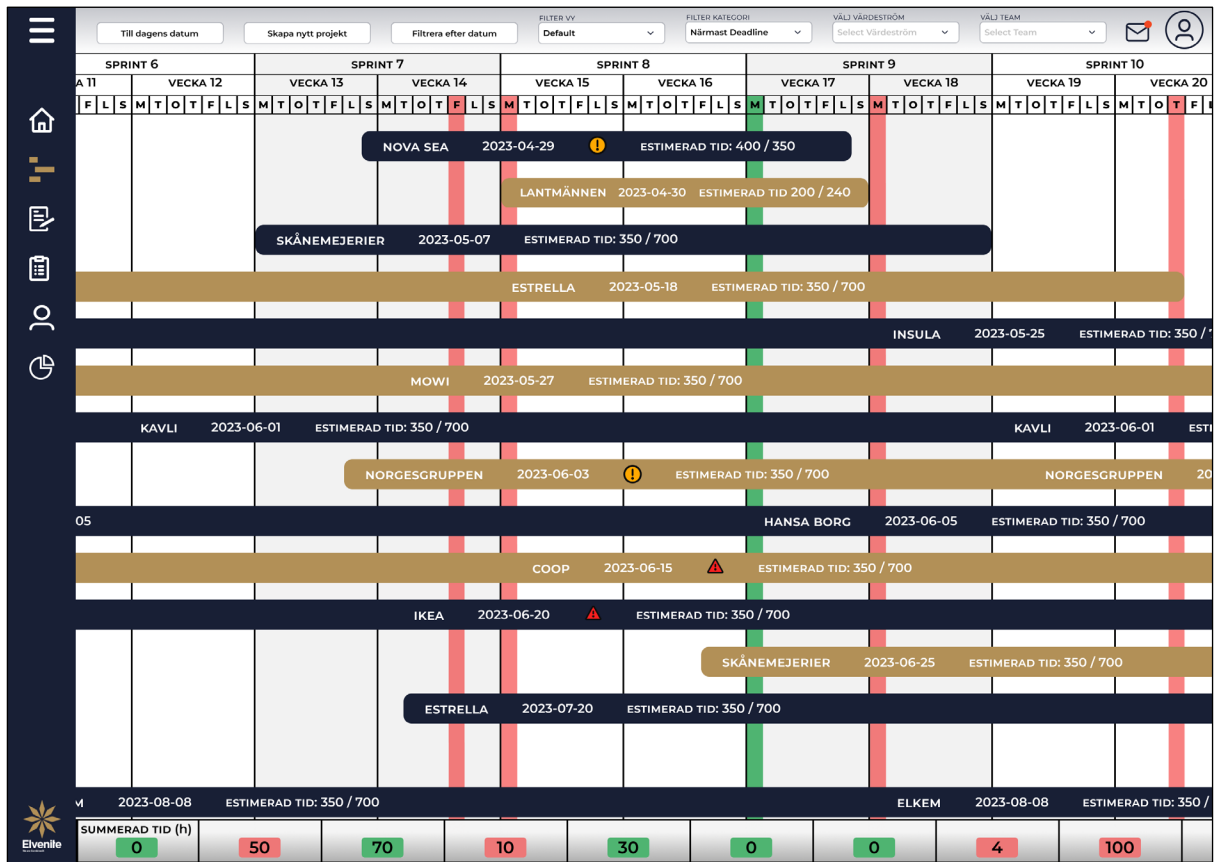 FILTER VY FILTER KATEGORI VÄLJ VÄRDESTRÖM VÄLJ TEAM
Till dagens datum Skapa nytt projekt Filtrera efter datum Default Närmast Deadline Select Värdeström Select Team
SPRINT 6 SPRINT 7 SPRINT 8 SPRINT 9 SPRINT 10
A 11 VECKA 12 VECKA 13 VECKA 14 VECKA 15 VECKA 16 VECKA 17 VECKA 18 VECKA 19 VECKA 20
F L S M T O T F L S M T O T F L S M T O T F L S M T O T F L S M T O T F L S M T O T F L S M T O T F L S M T O T F L S M T O T F
NOVA SEA 2023-04-29 ESTIMERAD TID: 400 / 350
LANTMÄNNEN 2023-04-30 ESTIMERAD TID 200 / 240
SKÅNEMEJERIER 2023-05-07 ESTIMERAD TID: 350 / 700
ESTRELLA 2023-05-18 ESTIMERAD TID: 350 / 700
INSULA 2023-05-25 ESTIMERAD TID: 350 /
MOWI 2023-05-27 ESTIMERAD TID: 350 / 700
KAVLI 2023-06-01 ESTIMERAD TID: 350 / 700 KAVLI 2023-06-01 ESTI
NORGESGRUPPEN 2023-06-03 ESTIMERAD TID: 350 / 700 NORGESGRUPPEN 20
05 HANSA BORG 2023-06-05 ESTIMERAD TID: 350 / 700
COOP 2023-06-15 ESTIMERAD TID: 350 / 700
IKEA 2023-06-20 ESTIMERAD TID: 350 / 700
SKÅNEMEJERIER 2023-06-25 ESTIMERAD TID: 350 / 700
ESTRELLA 2023-07-20 ESTIMERAD TID: 350 / 700
M 2023-08-08 ESTIMERAD TID: 350 / 700 ELKEM 2023-08-08 ESTIMERAD TID: 350 /
SUMMERAD TID (h)
0 50 70 10 30 0 0 4 100
Elvenile